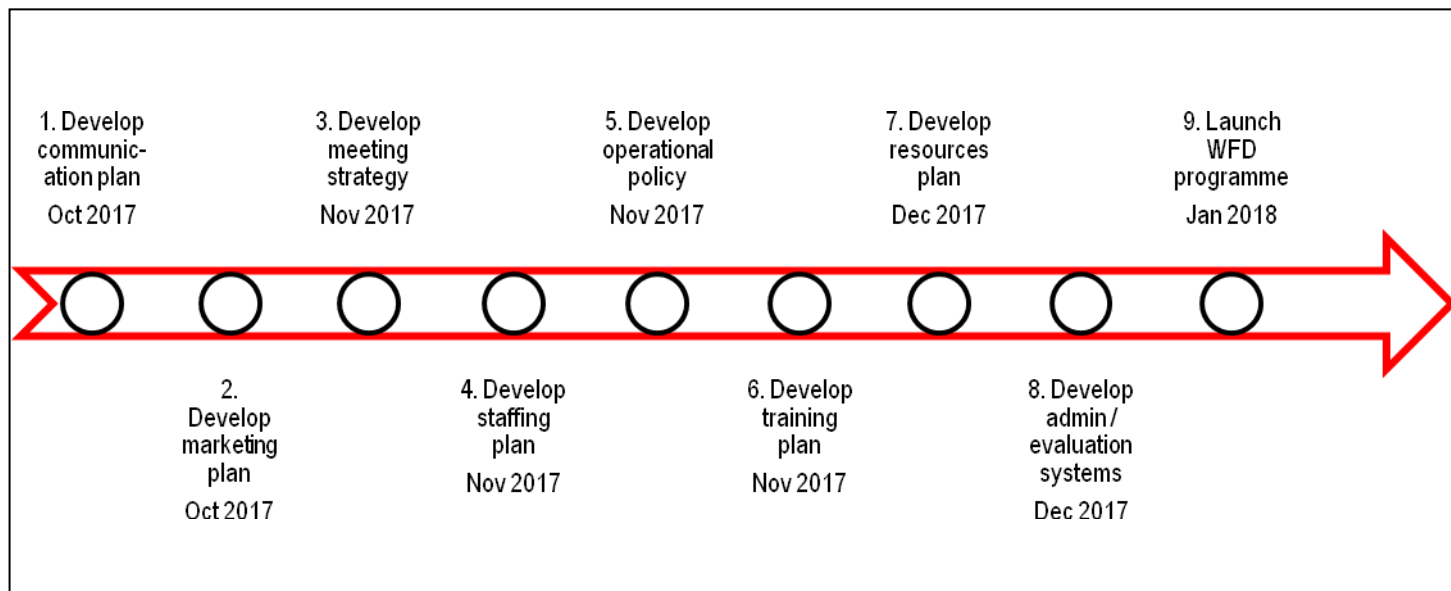 1. Develop
communic-
ation plan
Oct 2017
2.
Develop
marketing
plan
Oct 2017
3. Develop
meeting
strategy
Nov 2017
4. Develop
staffing
plan
Nov 2017
5. Develop
operational
policy
Nov 2017
6. Develop
training
plan
Nov 2017
7. Develop
resources
plan
Dec 2017
8. Develop
admin /
evaluation
systems
Dec 2017
9. Launch
WFD
programme
Jan 2018